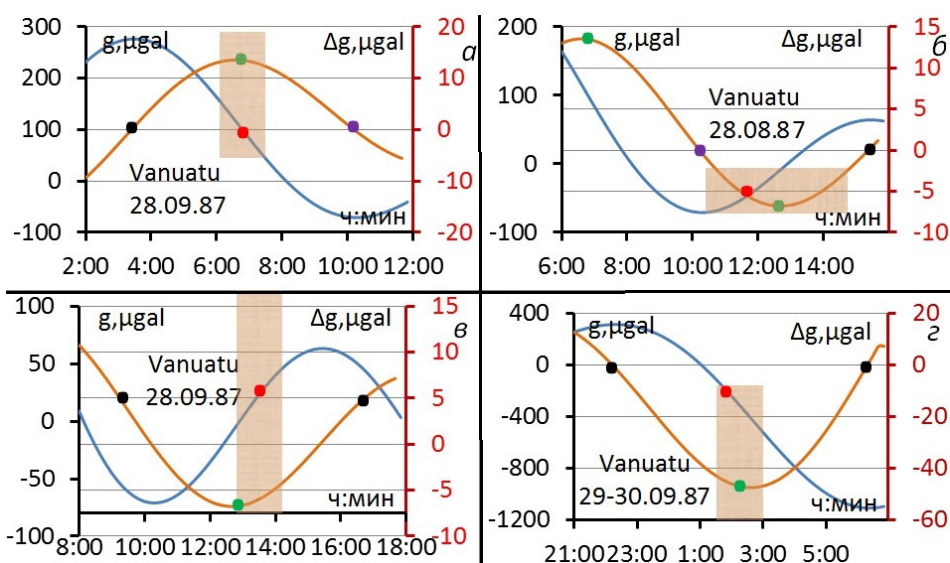 300
200
100
0
-100
g,µgal
Δg,µgal
20
10
0
-10
-20
а
Vanuatu
28.09.87
ч:мин
2:00 4:00 6:00 8:00 10:00 12:00
200
100
0
-100
g,µgal
Δg,µgal
15
10
5
0
-5
-10
б
Vanuatu
28.08.87
ч:мин
6:00 8:00 10:00 12:00 14:00
100
50
0
-50
-100
g,µgal
Δg,µgal
15
10
5
0
-5
-10
в
Vanuatu
28.09.87
ч:мин
8:00 10:00 12:00 14:00 16:00 18:00
400
0
-400
-800
-1200
g,µgal
Δg,µgal
20
0
-20
-40
-60
г
Vanuatu
29-30.09.87
ч:мин
21:00 23:00 1:00 3:00 5:00